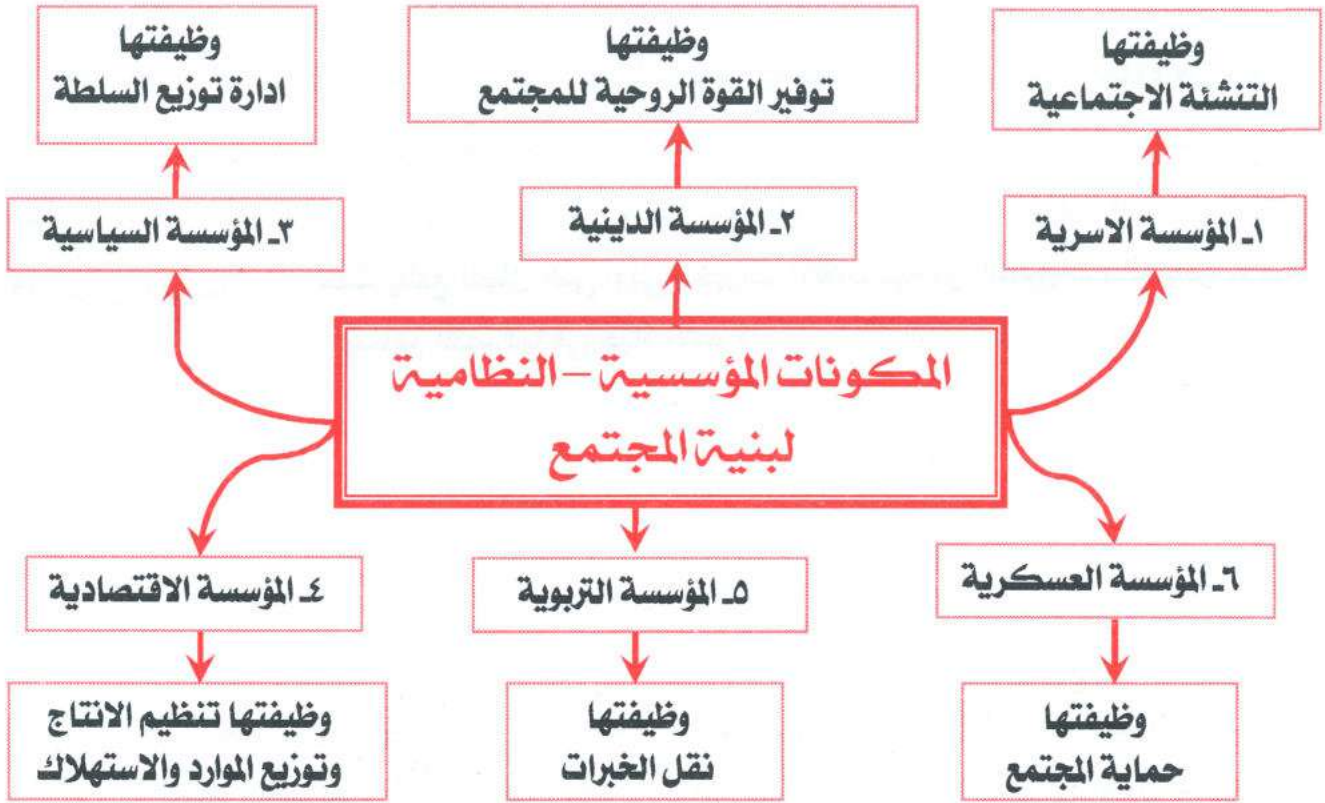 وظيفتها
التنشئة الاجتماعية
وظيفتها
توفير القوة الروحية للمجتمع
وظيفتها
ادارة توزيع السلطة
١ـ المؤسسة الاسرية
٢ـ المؤسسة الدينية
٣ـ المؤسسة السياسية
المكونات المؤسسية – النظامية
لبنية المجتمع
٦ـ المؤسسة العسكرية
٥ـ المؤسسة التربوية
٤ـ المؤسسة الاقتصادية
وظيفتها
حماية المجتمع
وظيفتها
نقل الخبرات
وظيفتها تنظيم الانتاج
وتوزيع الموارد والاستهلاك